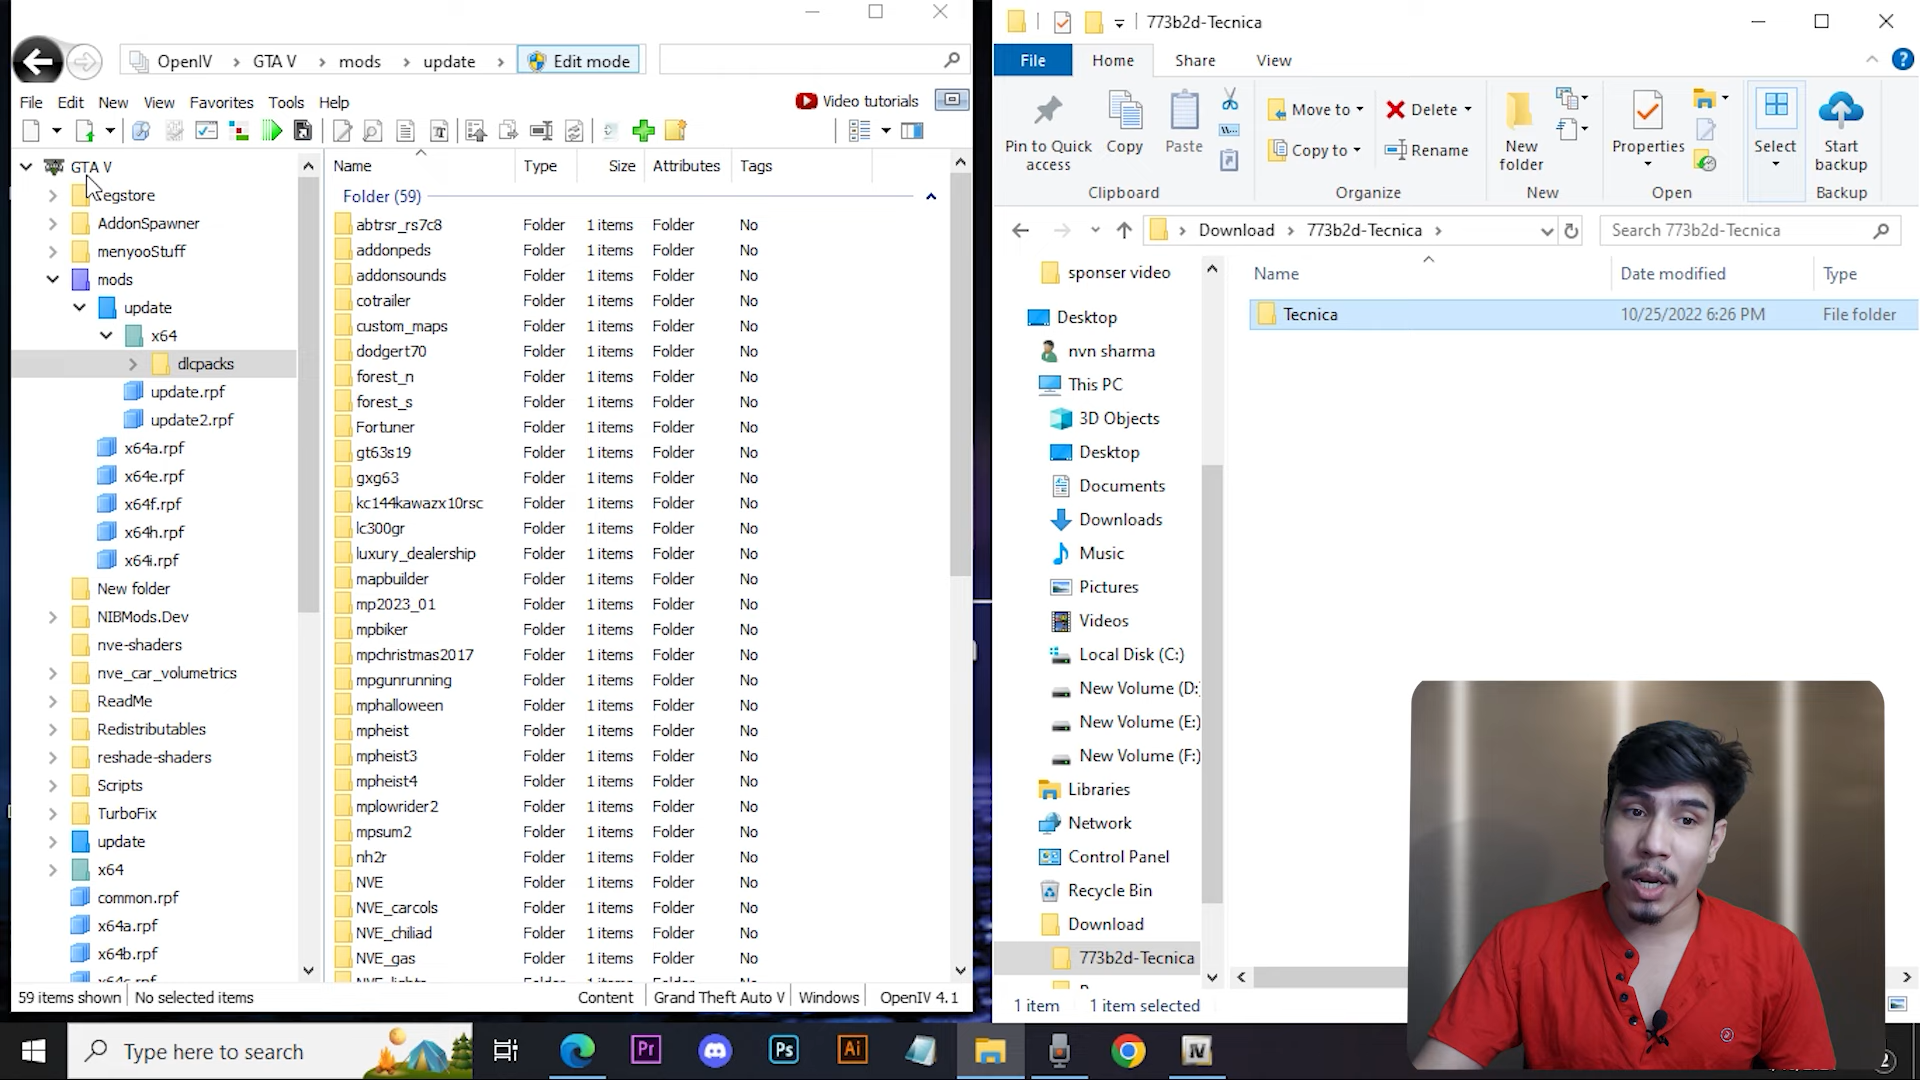 OpenIV > GTA V > mods > update > Edit mode
File Edit New View Favorites Tools Help
Video tutorials
GTA V
egstore
AddonSpawner
menyooStuff
mods
update
x64
dlcpacks
update.rpf
update2.rpf
x64a.rpf
x64e.rpf
x64f.rpf
x64h.rpf
x64i.rpf
New folder
NIBMods.Dev
nve-shaders
nve_car_volumetrics
ReadMe
Redistributables
reshade-shaders
Scripts
TurboFix
update
x64
common.rpf
x64a.rpf
x64b.rpf
Name Type Size Attributes Tags
Folder (59)
abtrsr_rs7c8 Folder 1 items Folder No
addonpeds Folder 1 items Folder No
addonsounds Folder 1 items Folder No
cotrailer Folder 1 items Folder No
custom_maps Folder 1 items Folder No
dodgert70 Folder 1 items Folder No
forest_n Folder 1 items Folder No
forest_s Folder 1 items Folder No
Fortuner Folder 1 items Folder No
gt63s19 Folder 1 items Folder No
gxg63 Folder 1 items Folder No
kc144kawazx10rsc Folder 1 items Folder No
lc300gr Folder 1 items Folder No
luxury_dealership Folder 1 items Folder No
mapbuilder Folder 1 items Folder No
mp2023_01 Folder 1 items Folder No
mpbiker Folder 1 items Folder No
mpchristmas2017 Folder 1 items Folder No
mpgunrunning Folder 1 items Folder No
mphalloween Folder 1 items Folder No
mpheist Folder 1 items Folder No
mpheist3 Folder 1 items Folder No
mpheist4 Folder 1 items Folder No
mplowrider2 Folder 1 items Folder No
mpsum2 Folder 1 items Folder No
nh2r Folder 1 items Folder No
NVE Folder 1 items Folder No
NVE_carcols Folder 1 items Folder No
NVE_chiliad Folder 1 items Folder No
NVE_gas Folder 1 items Folder No
59 items shown No selected items Content Grand Theft Auto V Windows OpenIV 4.1
773b2d-Tecnica
File Home Share View
Pin to Quick access
Copy
Paste
Move to
Copy to
Delete
Rename
New folder
Properties
Select
Start backup
Clipboard Organize New Open Backup
Download > 773b2d-Tecnica >
Search 773b2d-Tecnica
Name Date modified Type
Tecnica 10/25/2022 6:26 PM File folder
sponser video
Desktop
nvn sharma
This PC
3D Objects
Desktop
Documents
Downloads
Music
Pictures
Videos
Local Disk (C:)
New Volume (D:
New Volume (E:)
New Volume (F:)
Libraries
Network
Control Panel
Recycle Bin
Download
773b2d-Tecnica
1 item 1 item selected
Type here to search
Pr
Ps
Ai
IV
2